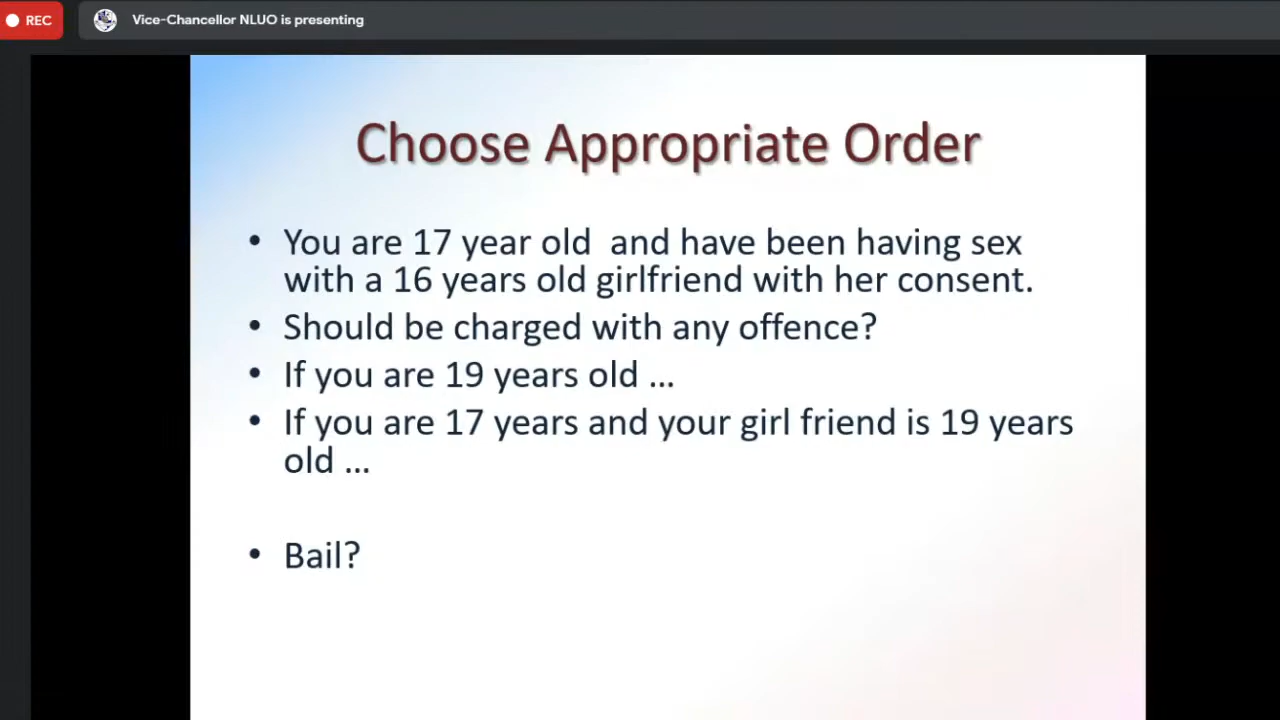 REC
Vice-Chancellor NLUO is presenting
Choose Appropriate Order
• You are 17 year old  and have been having sex
with a 16 years old girlfriend with her consent.
• Should be charged with any offence?
• If you are 19 years old ...
• If you are 17 years and your girl friend is 19 years
old ...
• Bail?